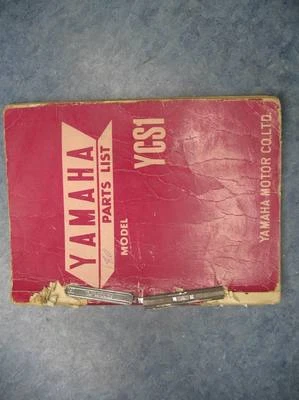 YAMAHA
PARTS LIST
MODEL
YCS1
YAMAHA MOTOR CO.LTD.